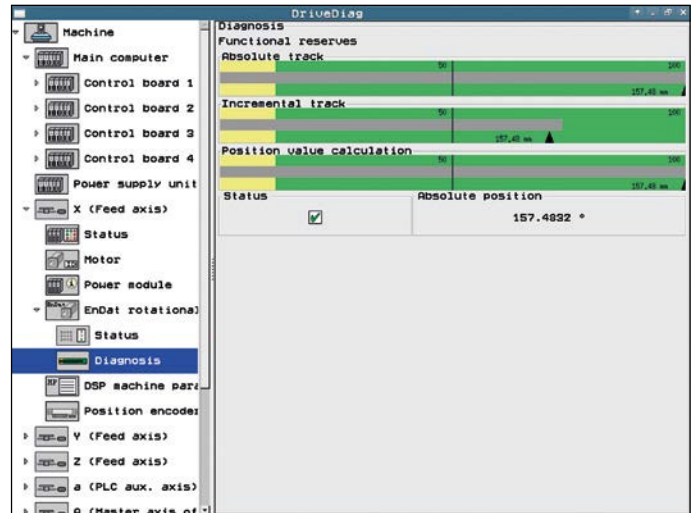 DriveDiag
Machine
Main computer
Control board 1
Control board 2
Control board 3
Control board 4
Power supply unit
X (Feed axis)
Status
Motor
Power module
EnDat rotational
Status
Diagnosis
DSP machine para
Position encoder
Y (Feed axis)
Z (Feed axis)
a (PLC aux. axis)
(Master axis of
Diagnosis
Functional reserves
Absolute track
50 100
157.48 mm
Incremental track
50 100
157.48 mm
Position value calculation
50 100
157.48 mm
Status
Absolute position
157.4832 °